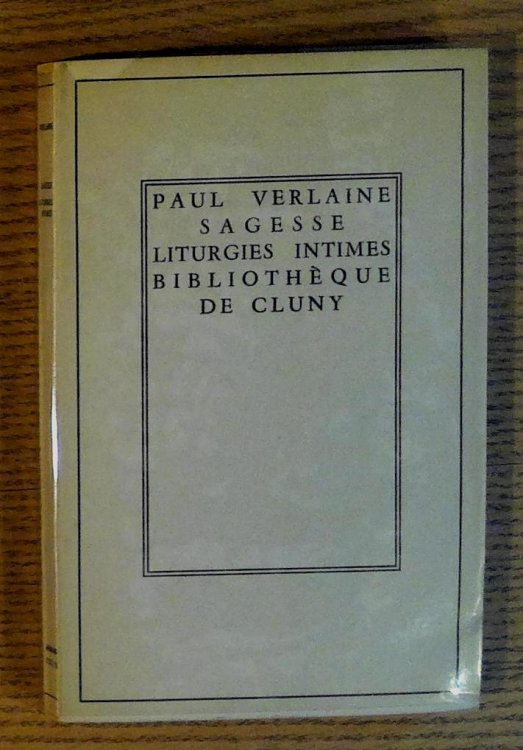 PAUL VERLAINE
SAGESSE
LITURGIES INTIMES
BIBLIOTHÈQUE
DE CLUNY